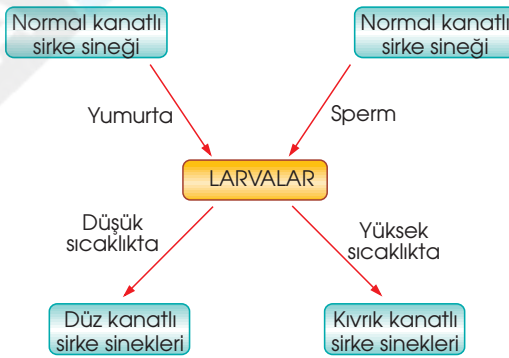 Normal kanatlı
sirke sineği
Normal kanatlı
sirke sineği
Yumurta
Sperm
LARVALAR
Düşük
sıcaklıkta
Yüksek
sıcaklıkta
Düz kanatlı
sirke sinekleri
Kıvrık kanatlı
sirke sinekleri